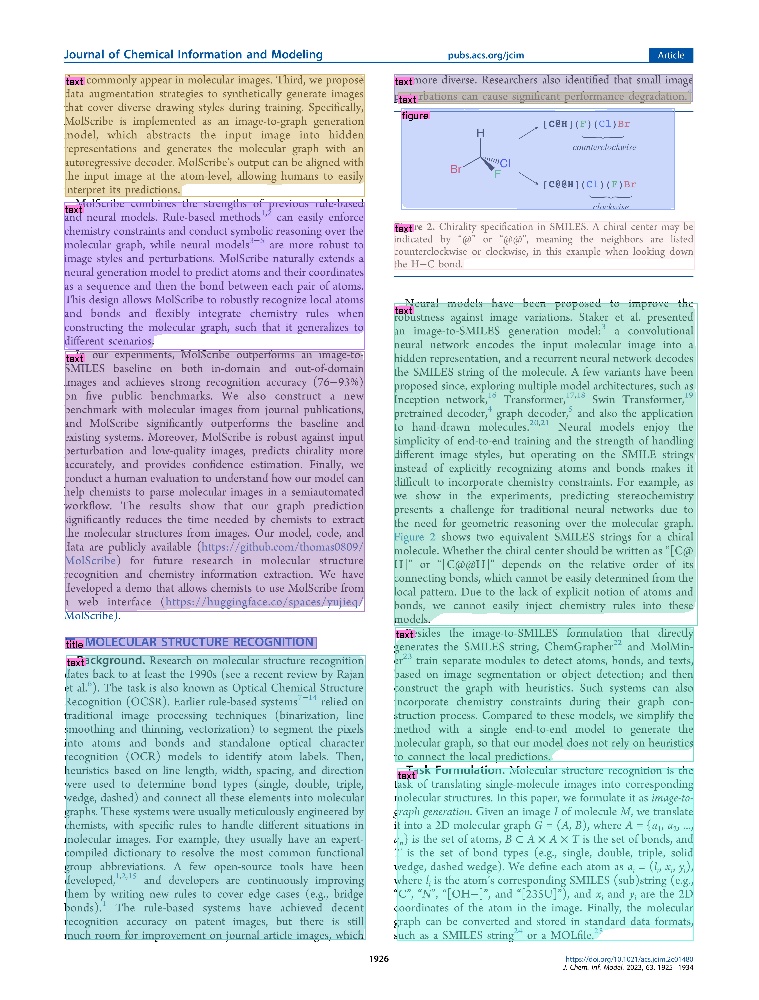 Journal of Chemical Information and Modeling
pubs.acs.org/jcim
Article
text commonly appear in molecular images. Third, we propose
data augmentation strategies to synthetically generate images
that cover diverse drawing styles during training. Specifically,
MolScribe is implemented as an image-to-graph generation
model, which abstracts the input image into hidden
representations and generates the molecular graph with an
autoregressive decoder. MolScribe's output can be aligned with
the input image at the atom-level, allowing humans to easily
interpret its predictions.
text MolScribe combines the strengths of previous rule-based
and neural models. Rule-based methods1,2 can easily enforce
chemistry constraints and conduct symbolic reasoning over the
molecular graph, while neural models3−6 are more robust to
image styles and perturbations. MolScribe naturally extends a
neural generation model to predict atoms and their coordinates
as a sequence and then the bond between each pair of atoms.
This design allows MolScribe to robustly recognize local atoms
and bonds and flexibly integrate chemistry rules when
constructing the molecular graph, such that it generalizes to
different scenarios.
text In our experiments, MolScribe outperforms an image-to-
SMILES baseline on both in-domain and out-of-domain
images and achieves strong recognition accuracy (76−93%)
on five public benchmarks. We also construct a new
benchmark with molecular images from journal publications,
and MolScribe significantly outperforms the baseline and
existing systems. Moreover, MolScribe is robust against input
perturbation and low-quality images, predicts chirality more
accurately, and provides confidence estimation. Finally, we
conduct a human evaluation to understand how our model can
help chemists to parse molecular images in a semiautomated
workflow. The results show that our graph prediction
significantly reduces the time needed by chemists to extract
the molecular structures from images. Our model, code, and
data are publicly available (https://github.com/thomas0809/
MolScribe) for future research in molecular structure
recognition and chemistry information extraction. We have
developed a demo that allows chemists to use MolScribe from
a web interface (https://huggingface.co/spaces/yujieq/
MolScribe).
title MOLECULAR STRUCTURE RECOGNITION
text Background. Research on molecular structure recognition
dates back to at least the 1990s (see a recent review by Rajan
et al.6). The task is also known as Optical Chemical Structure
Recognition (OCSR). Earlier rule-based systems7−14 relied on
traditional image processing techniques (binarization, line
smoothing and thinning, vectorization) to segment the pixels
into atoms and bonds and standalone optical character
recognition (OCR) models to identify atom labels. Then,
heuristics based on line length, width, spacing, and direction
were used to determine bond types (single, double, triple,
wedge, dashed) and connect all these elements into molecular
graphs. These systems were usually meticulously engineered by
chemists, with specific rules to handle different situations in
molecular images. For example, they usually have an expert-
compiled dictionary to resolve the most common functional
group abbreviations. A few open-source tools have been
developed,1,2,15 and developers are continuously improving
them by writing new rules to cover edge cases (e.g., bridge
bonds).1 The rule-based systems have achieved decent
recognition accuracy on patent images, but there is still
much room for improvement on journal article images, which
text more diverse. Researchers also identified that small image
text rbations can cause significant performance degradation.
figure
H
Br
Cl
F
[C@H](F)(Cl)Br
counterclockwise
[C@@H](Cl)(F)Br
clockwise
text Figure 2. Chirality specification in SMILES. A chiral center may be
indicated by "@" or "@@", meaning the neighbors are listed
counterclockwise or clockwise, in this example when looking down
the H−C bond.
text Neural models have been proposed to improve the
robustness against image variations. Staker et al. presented
an image-to-SMILES generation model:3 a convolutional
neural network encodes the input molecular image into a
hidden representation, and a recurrent neural network decodes
the SMILES string of the molecule. A few variants have been
proposed since, exploring multiple model architectures, such as
Inception network,16 Transformer,17,18 Swin Transformer,19
pretrained decoder,4 graph decoder,5 and also the application
to hand-drawn molecules.20,21 Neural models enjoy the
simplicity of end-to-end training and the strength of handling
different image styles, but operating on the SMILE strings
instead of explicitly recognizing atoms and bonds makes it
difficult to incorporate chemistry constraints. For example, as
we show in the experiments, predicting stereochemistry
presents a challenge for traditional neural networks due to
the need for geometric reasoning over the molecular graph.
Figure 2 shows two equivalent SMILES strings for a chiral
molecule. Whether the chiral center should be written as "[C@
H]" or "[C@@H]" depends on the relative order of its
connecting bonds, which cannot be easily determined from the
local pattern. Due to the lack of explicit notion of atoms and
bonds, we cannot easily inject chemistry rules into these
models.
text Besides the image-to-SMILES formulation that directly
generates the SMILES string, ChemGrapher22 and MolMin-
er23 train separate modules to detect atoms, bonds, and texts,
based on image segmentation or object detection; and then
construct the graph with heuristics. Such systems can also
incorporate chemistry constraints during their graph con-
struction process. Compared to these models, we simplify the
method with a single end-to-end model to generate the
molecular graph, so that our model does not rely on heuristics
to connect the local predictions.
text Task Formulation. Molecular structure recognition is the
task of translating single-molecule images into corresponding
molecular structures. In this paper, we formulate it as image-to-
graph generation. Given an image I of molecule M, we translate
it into a 2D molecular graph G = (A, B), where A = {a1, a2, ...,
an} is the set of atoms, B ⊂ A × A × T is the set of bonds, and
T is the set of bond types (e.g., single, double, triple, solid
wedge, dashed wedge). We define each atom as ai = (li, xi, yi),
where li is the atom's corresponding SMILES (sub)string (e.g.,
"C", "N", "[OH−]", and "[235U]"), and xi and yi are the 2D
coordinates of the atom in the image. Finally, the molecular
graph can be converted and stored in standard data formats,
such as a SMILES string24 or a MOLfile.25
1926
https://doi.org/10.1021/acs.jcim.2c01480
J. Chem. Inf. Model. 2023, 63, 1925−1934